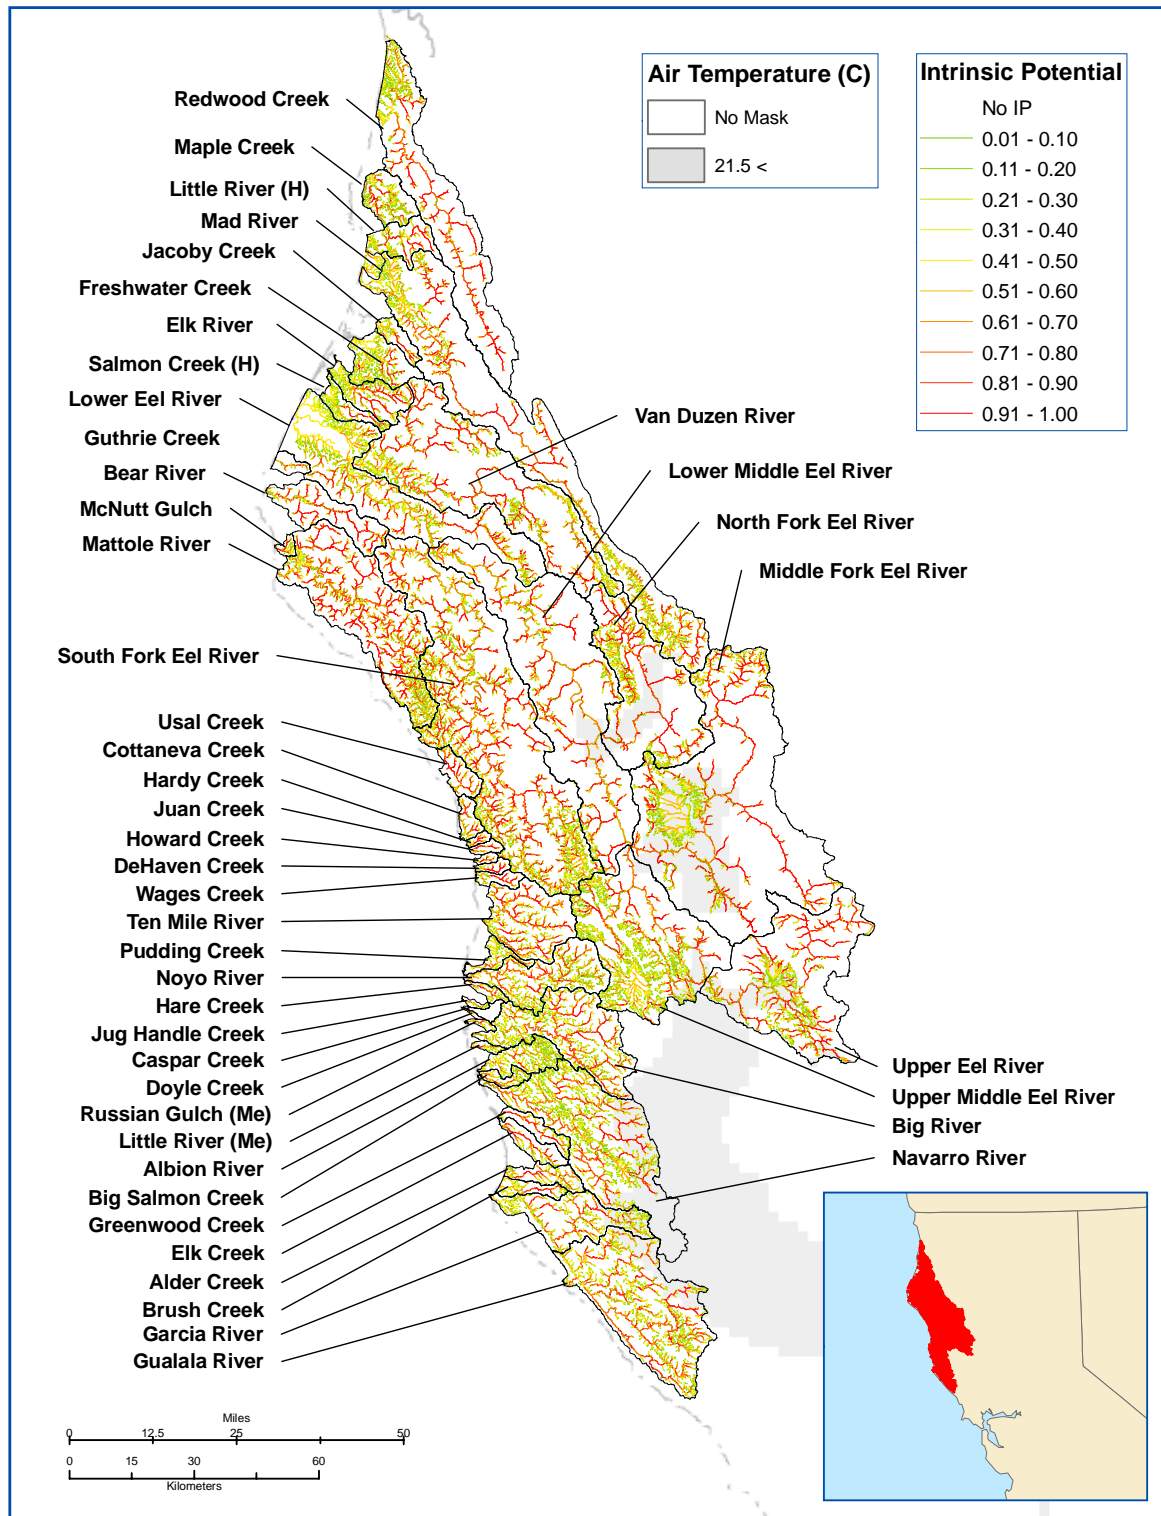 Air Temperature (C)
No Mask
21.5 <
Intrinsic Potential
No IP
0.01 - 0.10
0.11 - 0.20
0.21 - 0.30
0.31 - 0.40
0.41 - 0.50
0.51 - 0.60
0.61 - 0.70
0.71 - 0.80
0.81 - 0.90
0.91 - 1.00
Redwood Creek
Maple Creek
Little River (H)
Mad River
Jacoby Creek
Freshwater Creek
Elk River
Salmon Creek (H)
Lower Eel River
Guthrie Creek
Bear River
McNutt Gulch
Mattole River
South Fork Eel River
Usal Creek
Cottaneva Creek
Hardy Creek
Juan Creek
Howard Creek
DeHaven Creek
Wages Creek
Ten Mile River
Pudding Creek
Noyo River
Hare Creek
Jug Handle Creek
Caspar Creek
Doyle Creek
Russian Gulch (Me)
Little River (Me)
Albion River
Big Salmon Creek
Greenwood Creek
Elk Creek
Alder Creek
Brush Creek
Garcia River
Gualala River
Van Duzen River
Lower Middle Eel River
North Fork Eel River
Middle Fork Eel River
Upper Eel River
Upper Middle Eel River
Big River
Navarro River
Miles
0 12.5 25 50
0 15 30 60
Kilometers